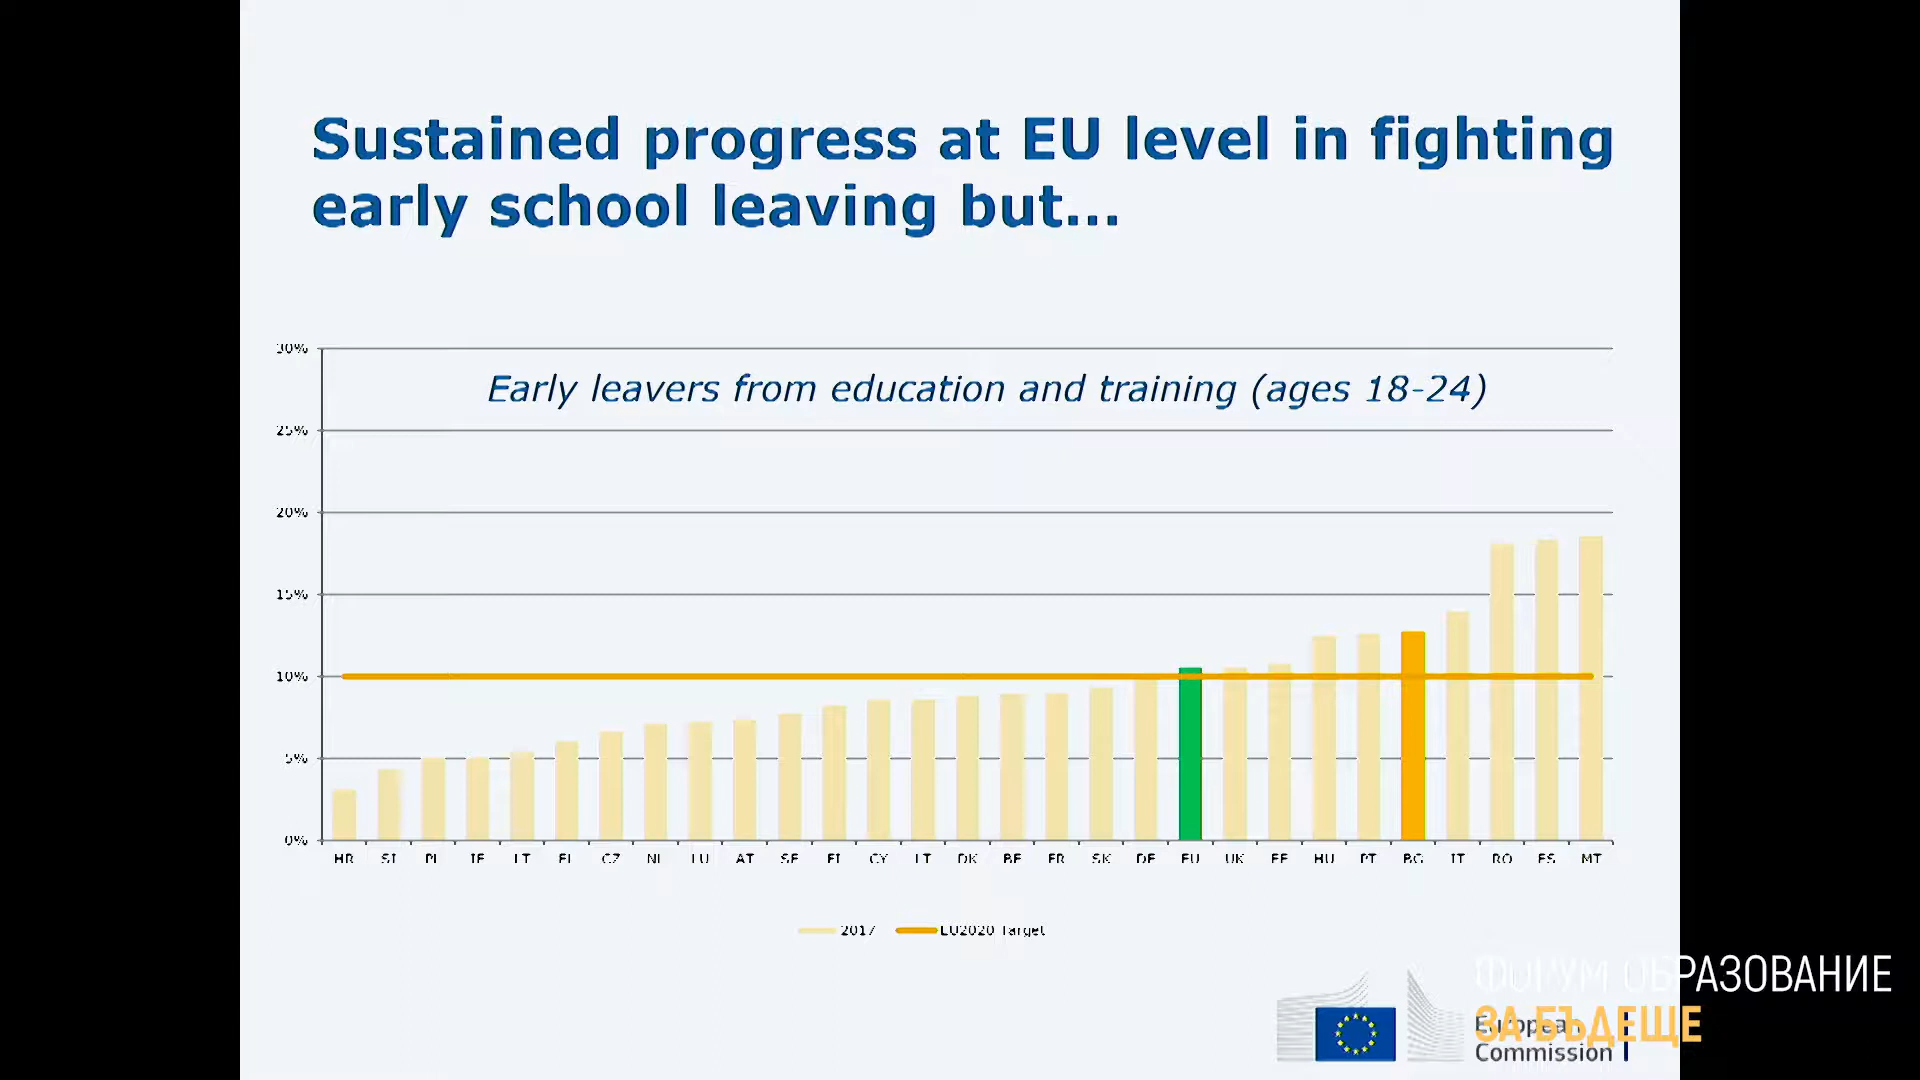 Sustained progress at EU level in fighting
early school leaving but...
30%
Early leavers from education and training (ages 18-24)
25%
20%
15%
10%
5%
0%
HR SI PL IE LT EL CZ NL LU AT SE FI CY LT DK BE FR SK DE EU UK EE HU PT BG IT RO ES MT
2017 EU2020 Target
ФОРУМ ОБРАЗОВАНИЕ
ЗА БЪДЕЩЕ
European
Commission